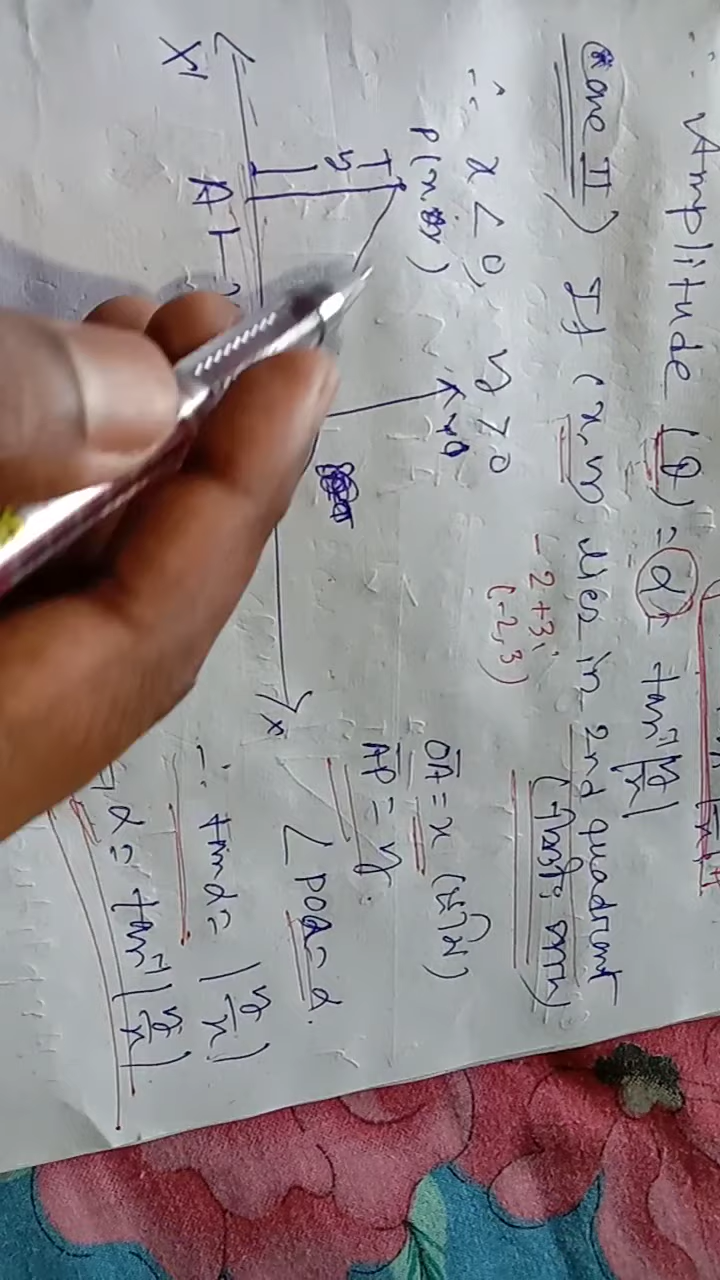 ∴ Amplitude (θ) = α = tan⁻¹|y/x|
Case II) If (x, y) lies in 2nd quadrant
∴ x < 0, y > 0
-2+3i
(-2, 3)
P(x, y)
y
X'
A
x
OA = x
AP = y.
∠POA = α.
∴ tanα = |y/x|
α = tan⁻¹|y/x|